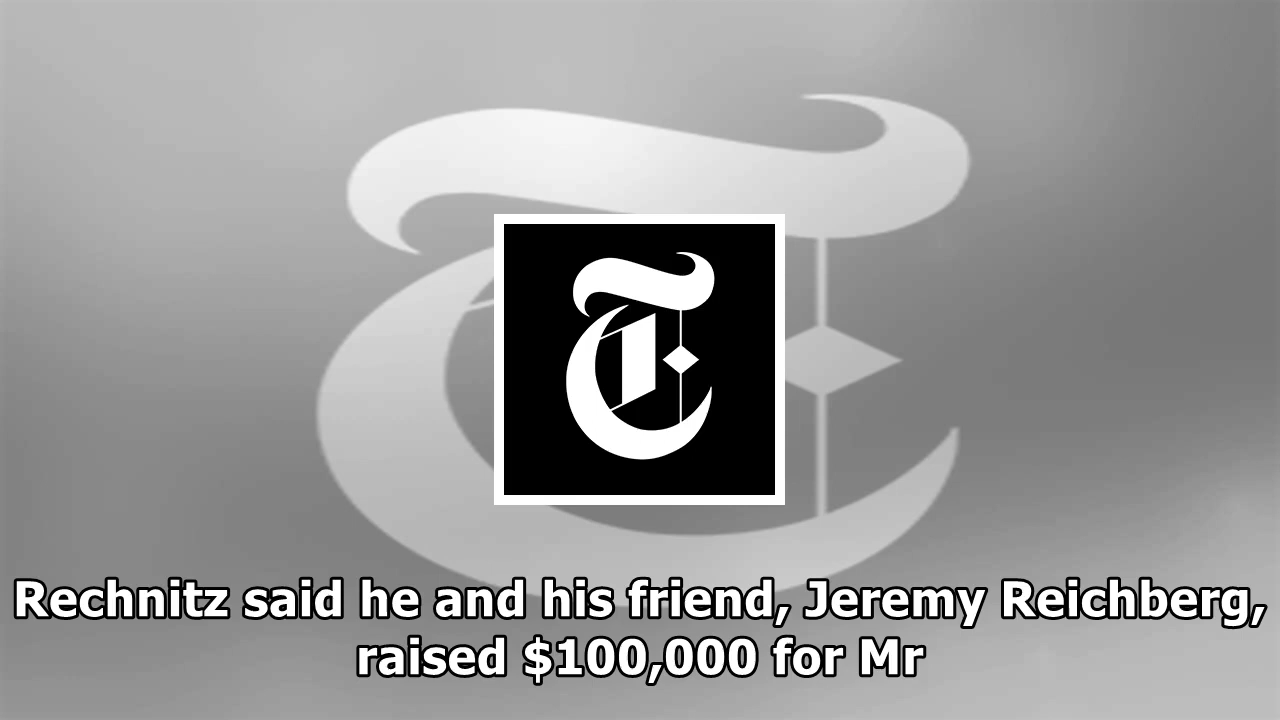 Rechnitz said he and his friend, Jeremy Reichberg,
raised $100,000 for Mr